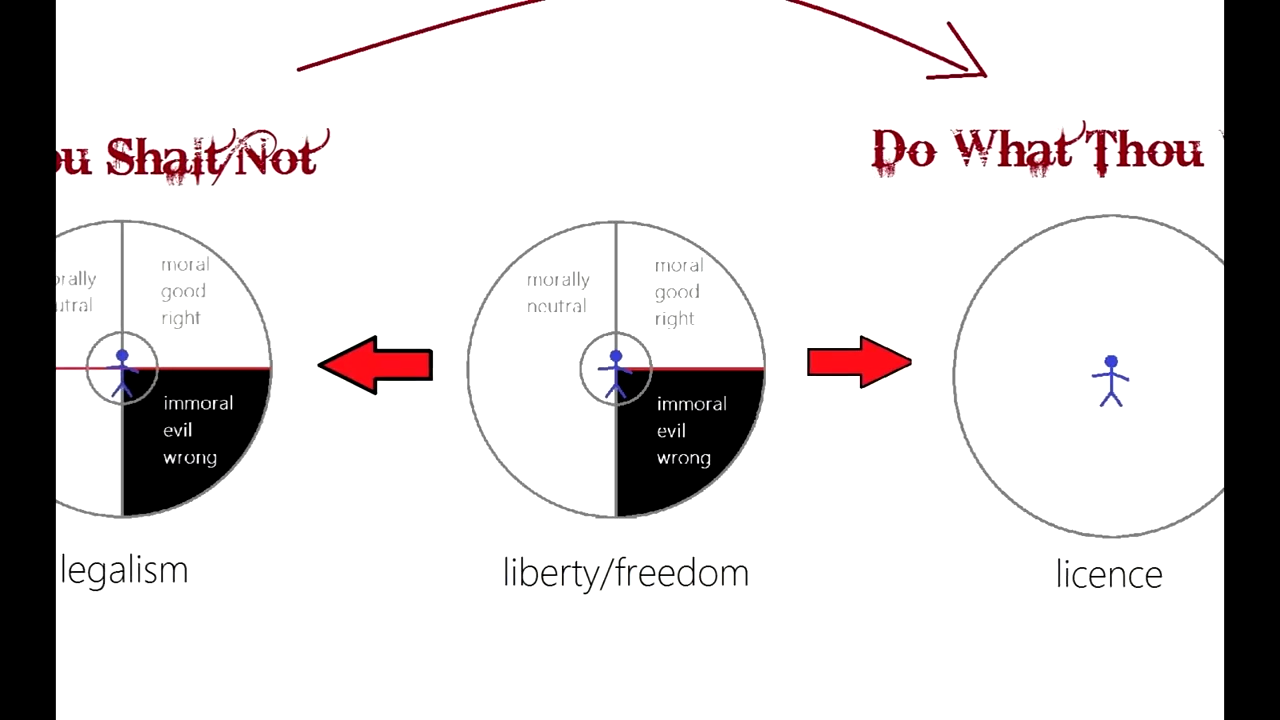 ou Shalt Not
Do What Thou
orally
utral
moral
good
right
immoral
evil
wrong
legalism
morally
neutral
moral
good
right
immoral
evil
wrong
liberty/freedom
licence